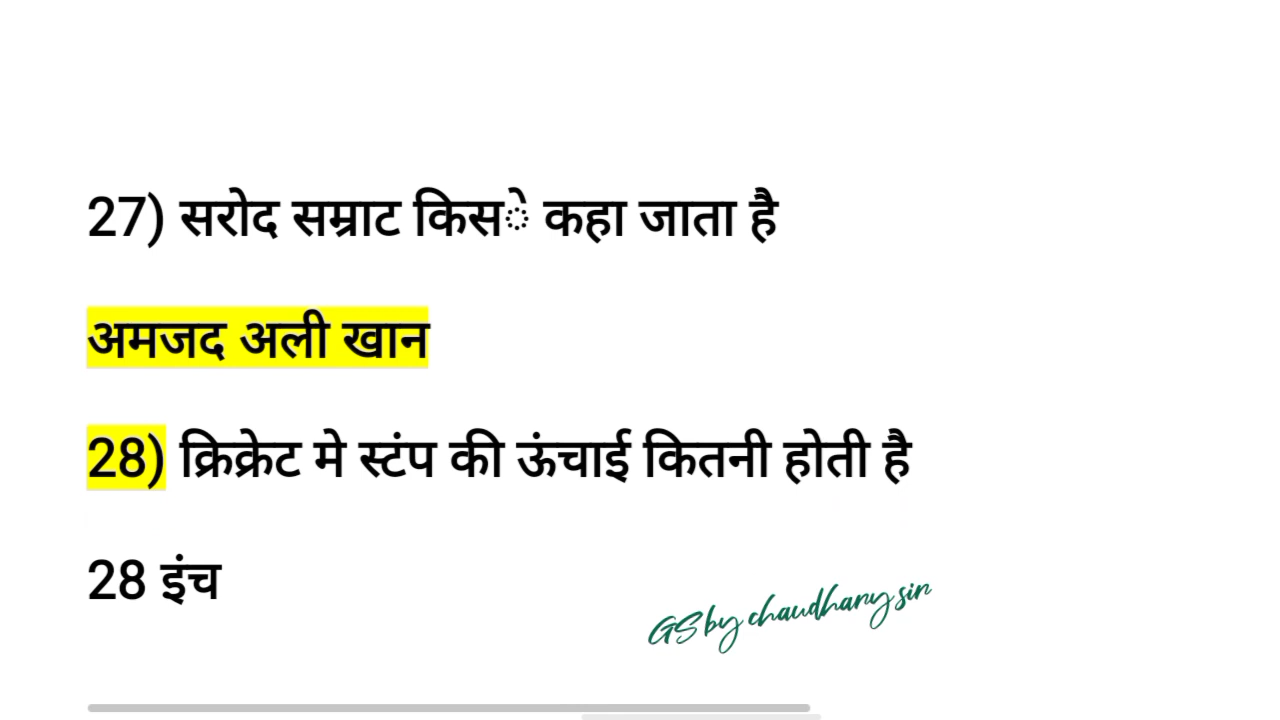 27) सरोद सम्राट किस​े कहा जाता है
अमजद अली खान
28) क्रिक्रेट मे स्टंप की ऊंचाई कितनी होती है
28 इंच
GS by chaudhary sir